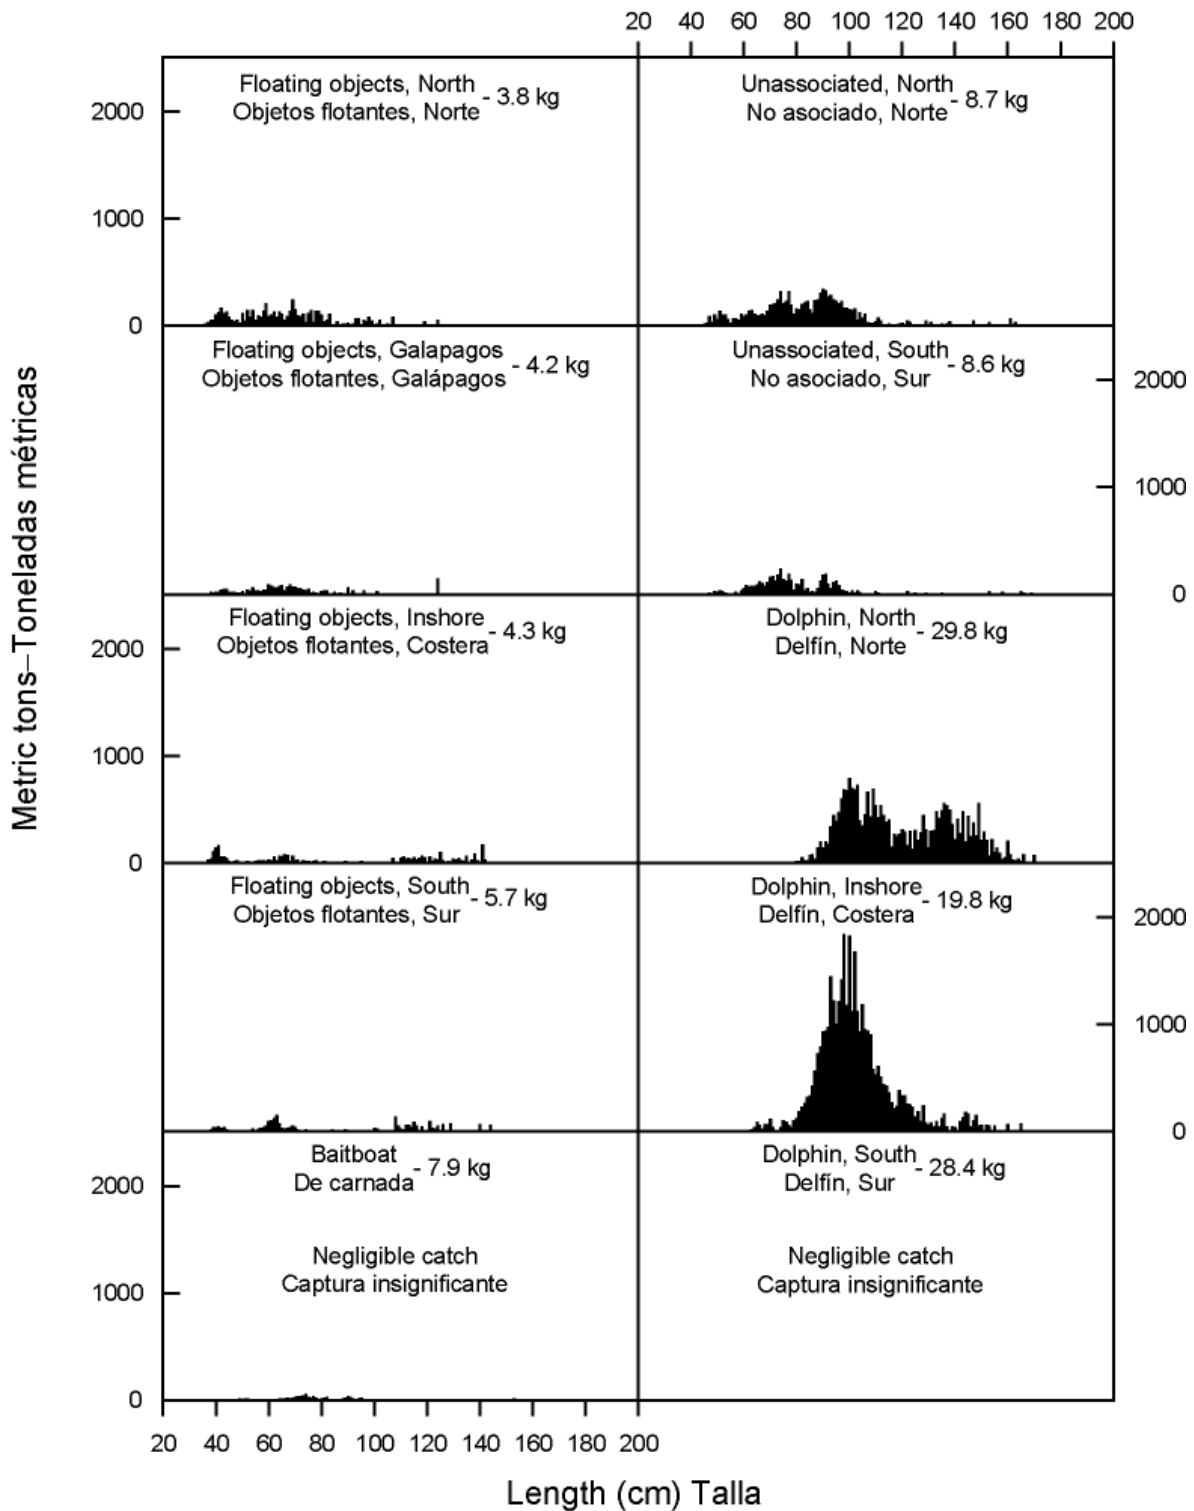 20 40 60 80 100 120 140 160 180 200
Floating objects, North
Objetos flotantes, Norte
- 3.8 kg
Unassociated, North
No asociado, Norte
- 8.7 kg
2000
1000
0
Floating objects, Galapagos
Objetos flotantes, Galápagos
- 4.2 kg
Unassociated, South
No asociado, Sur
- 8.6 kg
2000
1000
0
Floating objects, Inshore
Objetos flotantes, Costera
- 4.3 kg
Dolphin, North
Delfín, Norte
- 29.8 kg
2000
1000
0
Floating objects, South
Objetos flotantes, Sur
- 5.7 kg
Dolphin, Inshore
Delfín, Costera
- 19.8 kg
2000
1000
0
Baitboat
De carnada
- 7.9 kg
Dolphin, South
Delfín, Sur
- 28.4 kg
2000
Negligible catch
Captura insignificante
Negligible catch
Captura insignificante
1000
0
20 40 60 80 100 120 140 160 180 200
Length (cm) Talla
Metric tons–Toneladas métricas